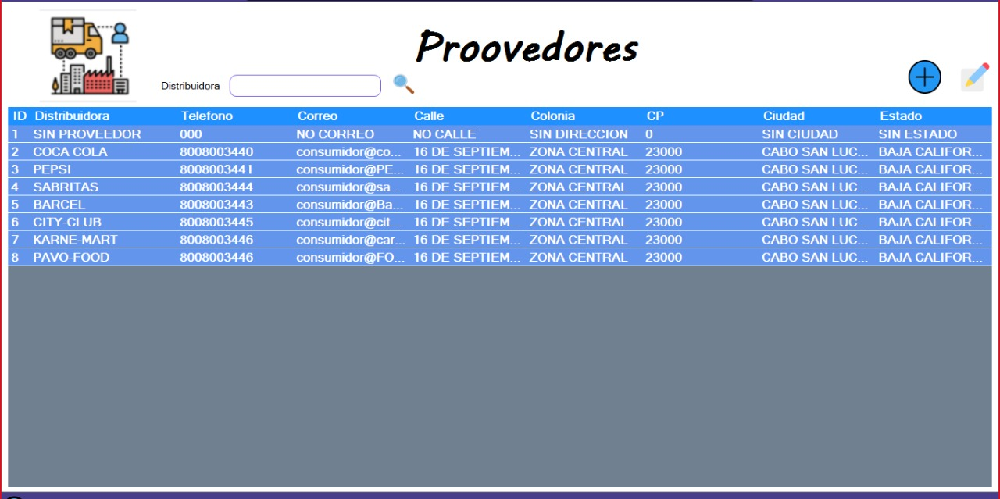 Proovedores
Distribuidora
ID Distribuidora Telefono Correo Calle Colonia CP Ciudad Estado
1 SIN PROVEEDOR 000 NO CORREO NO CALLE SIN DIRECCION 0 SIN CIUDAD SIN ESTADO
2 COCA COLA 8008003440 consumidor@co... 16 DE SEPTIEM... ZONA CENTRAL 23000 CABO SAN LUC... BAJA CALIFOR...
3 PEPSI 8008003441 consumidor@PE... 16 DE SEPTIEM... ZONA CENTRAL 23000 CABO SAN LUC... BAJA CALIFOR...
4 SABRITAS 8008003444 consumidor@sa... 16 DE SEPTIEM... ZONA CENTRAL 23000 CABO SAN LUC... BAJA CALIFOR...
5 BARCEL 8008003443 consumidor@Ba... 16 DE SEPTIEM... ZONA CENTRAL 23000 CABO SAN LUC... BAJA CALIFOR...
6 CITY-CLUB 8008003445 consumidor@cit... 16 DE SEPTIEM... ZONA CENTRAL 23000 CABO SAN LUC... BAJA CALIFOR...
7 KARNE-MART 8008003446 consumidor@car... 16 DE SEPTIEM... ZONA CENTRAL 23000 CABO SAN LUC... BAJA CALIFOR...
8 PAVO-FOOD 8008003446 consumidor@FO... 16 DE SEPTIEM... ZONA CENTRAL 23000 CABO SAN LUC... BAJA CALIFOR...